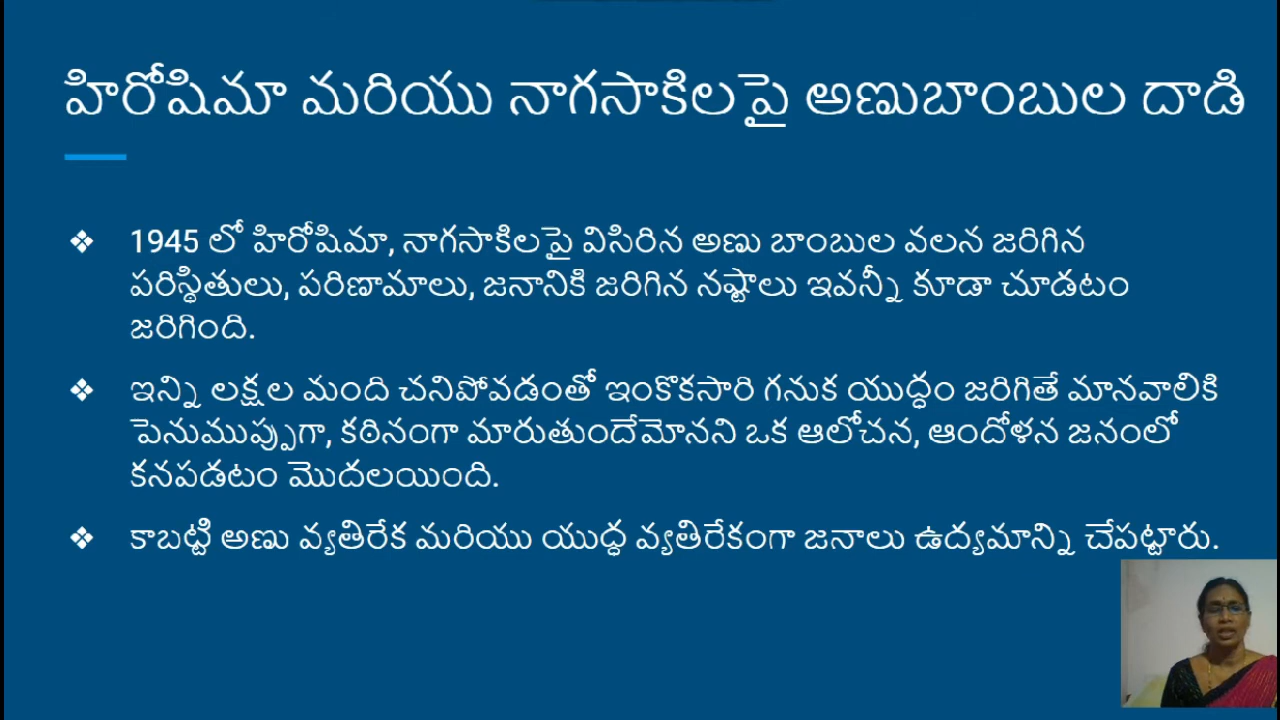 హిరోషిమా మరియు నాగసాకిలపై అణుబాంబుల దాడి
❖ 1945 లో హిరోషిమా, నాగసాకిలపై విసిరిన అణు బాంబుల వలన జరిగిన
పరిస్థితులు, పరిణామాలు, జనానికి జరిగిన నష్టాలు ఇవన్నీ కూడా చూడటం
జరిగింది.
❖ ఇన్ని లక్షల మంది చనిపోవడంతో ఇంకొకసారి గనుక యుద్ధం జరిగితే మానవాలికి
పెనుముప్పుగా, కఠినంగా మారుతుందేమోనని ఒక ఆలోచన, ఆందోళన జనంలో
కనపడటం మొదలయింది.
❖ కాబట్టి అణు వ్యతిరేక మరియు యుద్ధ వ్యతిరేకంగా జనాలు ఉద్యమాన్ని చేపట్టారు.